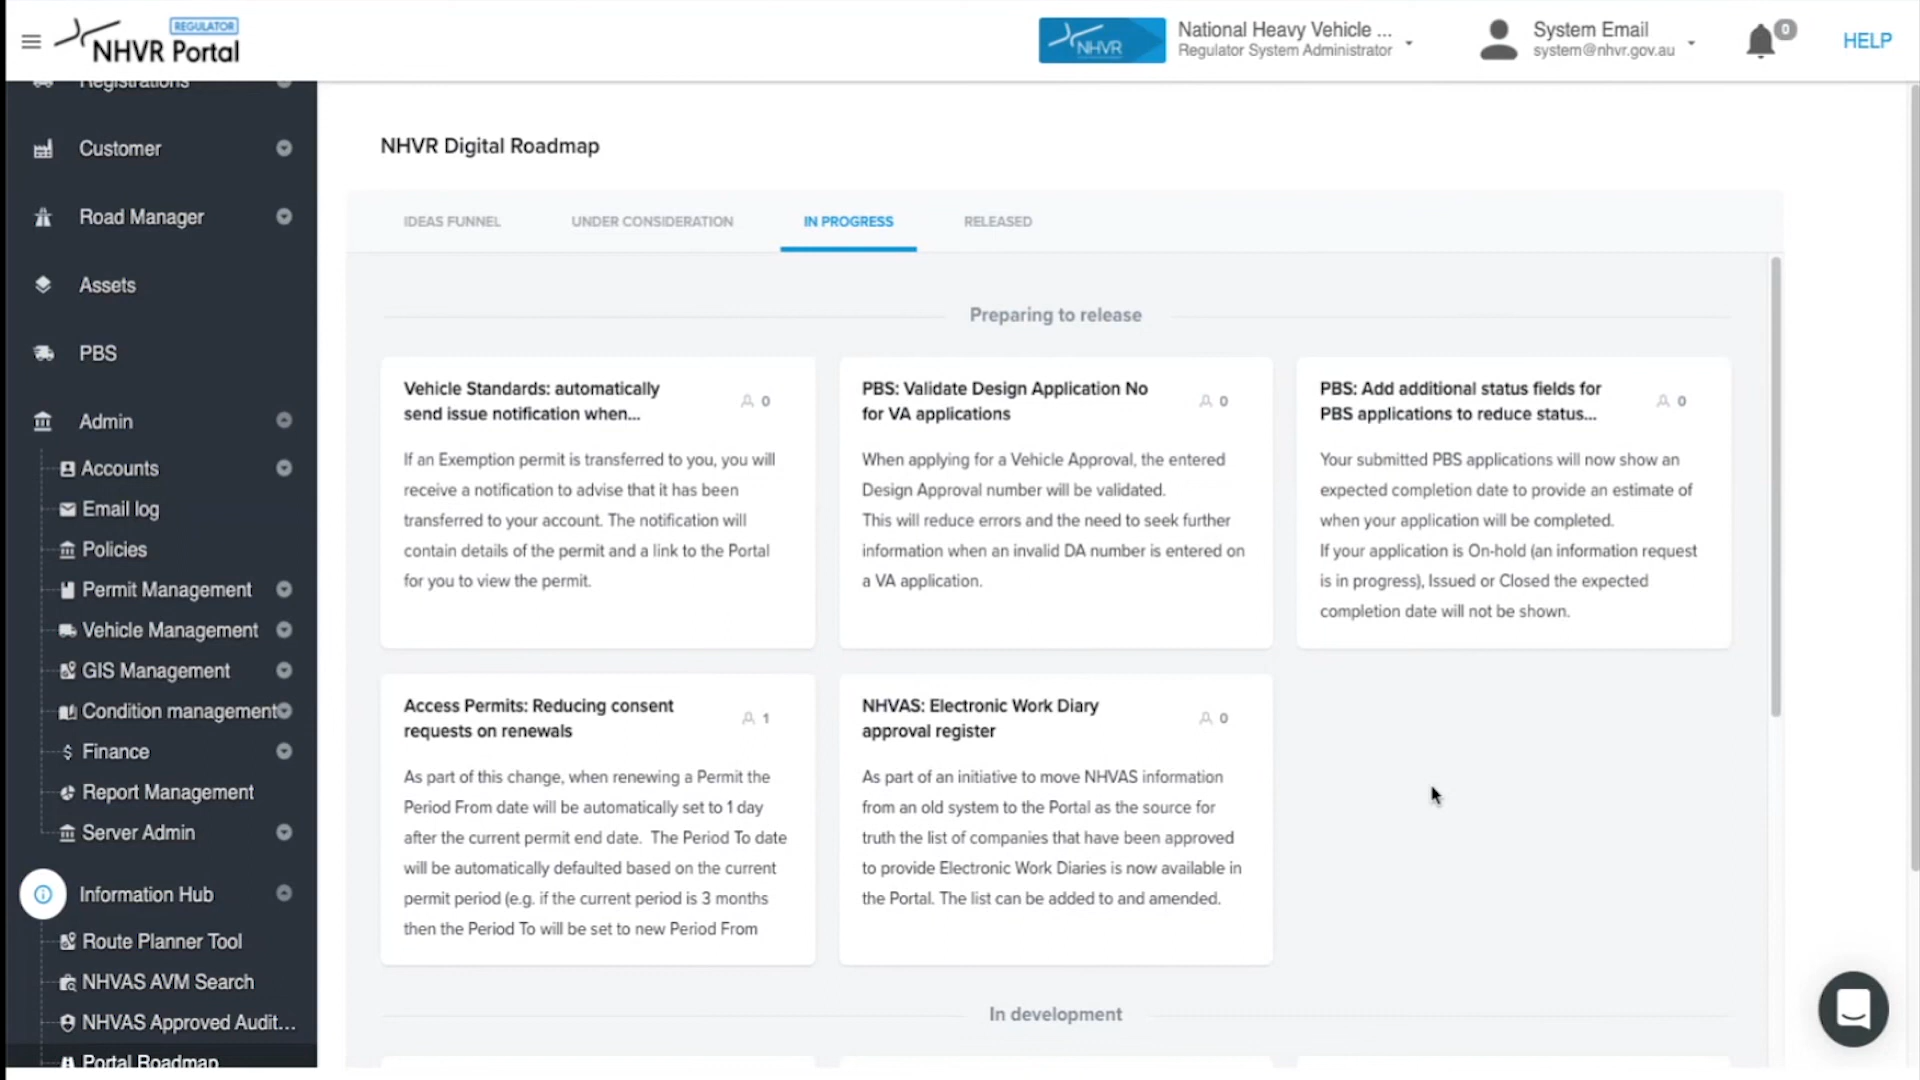 REGULATOR
NHVR Portal
NHVR
National Heavy Vehicle ...
Regulator System Administrator
System Email
system@nhvr.gov.au
0
HELP
Registrations
Customer
Road Manager
Assets
PBS
Admin
Accounts
Email log
Policies
Permit Management
Vehicle Management
GIS Management
Condition management
Finance
Report Management
Server Admin
Information Hub
Route Planner Tool
NHVAS AVM Search
NHVAS Approved Audit...
Portal Roadmap
NHVR Digital Roadmap
IDEAS FUNNEL
UNDER CONSIDERATION
IN PROGRESS
RELEASED
Preparing to release
Vehicle Standards: automatically
send issue notification when...
0
If an Exemption permit is transferred to you, you will
receive a notification to advise that it has been
transferred to your account. The notification will
contain details of the permit and a link to the Portal
for you to view the permit.
PBS: Validate Design Application No
for VA applications
0
When applying for a Vehicle Approval, the entered
Design Approval number will be validated.
This will reduce errors and the need to seek further
information when an invalid DA number is entered on
a VA application.
PBS: Add additional status fields for
PBS applications to reduce status...
0
Your submitted PBS applications will now show an
expected completion date to provide an estimate of
when your application will be completed.
If your application is On-hold (an information request
is in progress), Issued or Closed the expected
completion date will not be shown.
Access Permits: Reducing consent
requests on renewals
1
As part of this change, when renewing a Permit the
Period From date will be automatically set to 1 day
after the current permit end date.  The Period To date
will be automatically defaulted based on the current
permit period (e.g. if the current period is 3 months
then the Period To will be set to new Period From
NHVAS: Electronic Work Diary
approval register
0
As part of an initiative to move NHVAS information
from an old system to the Portal as the source for
truth the list of companies that have been approved
to provide Electronic Work Diaries is now available in
the Portal. The list can be added to and amended.
In development